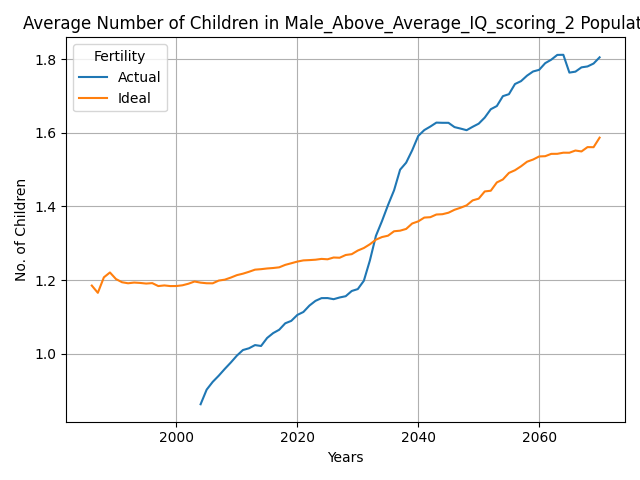 Average Number of Children in Male_Above_Average_IQ_scoring_2 Populat
Fertility
Actual
Ideal
1.8
1.6
1.4
1.2
1.0
No. of Children
2000 2020 2040 2060
Years